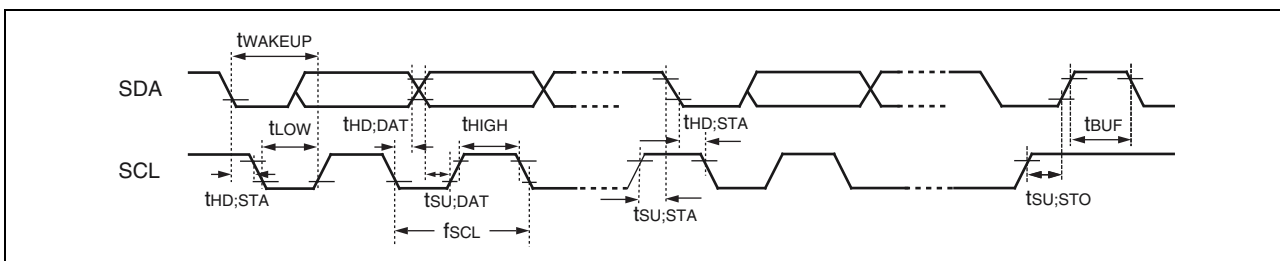 tWAKEUP
SDA
tLOW
tHD;DAT
tHIGH
tHD;STA
tBUF
SCL
tHD;STA
tSU;DAT
tSU;STA
tSU;STO
fSCL